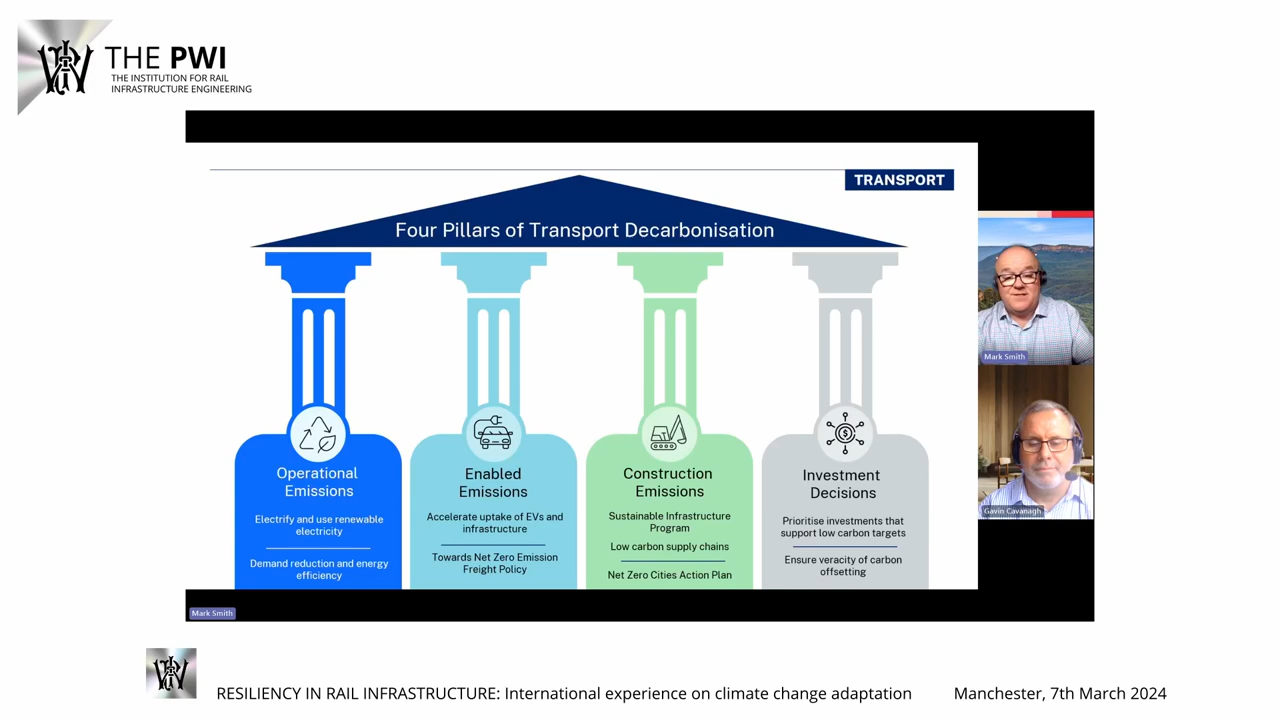 THE PWI
THE INSTITUTION FOR RAIL
INFRASTRUCTURE ENGINEERING
TRANSPORT
Four Pillars of Transport Decarbonisation
Operational
Emissions
Electrify and use renewable
electricity
Demand reduction and energy
efficiency
Enabled
Emissions
Accelerate uptake of EVs and
infrastructure
Towards Net Zero Emission
Freight Policy
Construction
Emissions
Sustainable Infrastructure
Program
Low carbon supply chains
Net Zero Cities Action Plan
Investment
Decisions
Prioritise investments that
support low carbon targets
Ensure veracity of carbon
offsetting
Mark Smith
Gavin Cavanagh
Mark Smith
RESILIENCY IN RAIL INFRASTRUCTURE: International experience on climate change adaptation
Manchester, 7th March 2024